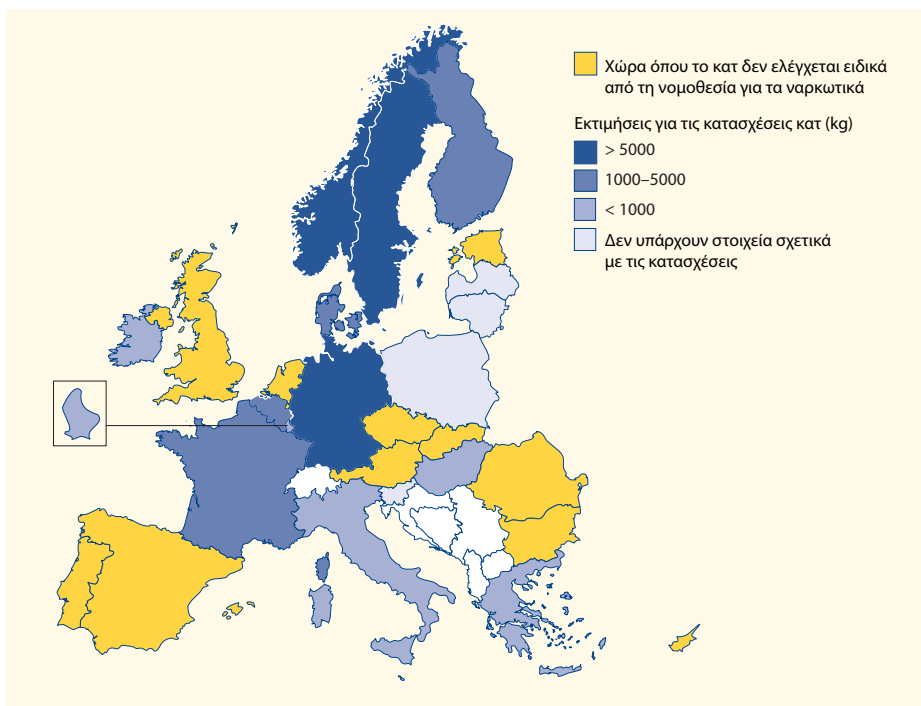 Χώρα όπου το κατ δεν ελέγχεται ειδικά
από τη νομοθεσία για τα ναρκωτικά
Εκτιμήσεις για τις κατασχέσεις κατ (kg)
> 5000
1000–5000
< 1000
Δεν υπάρχουν στοιχεία σχετικά
με τις κατασχέσεις